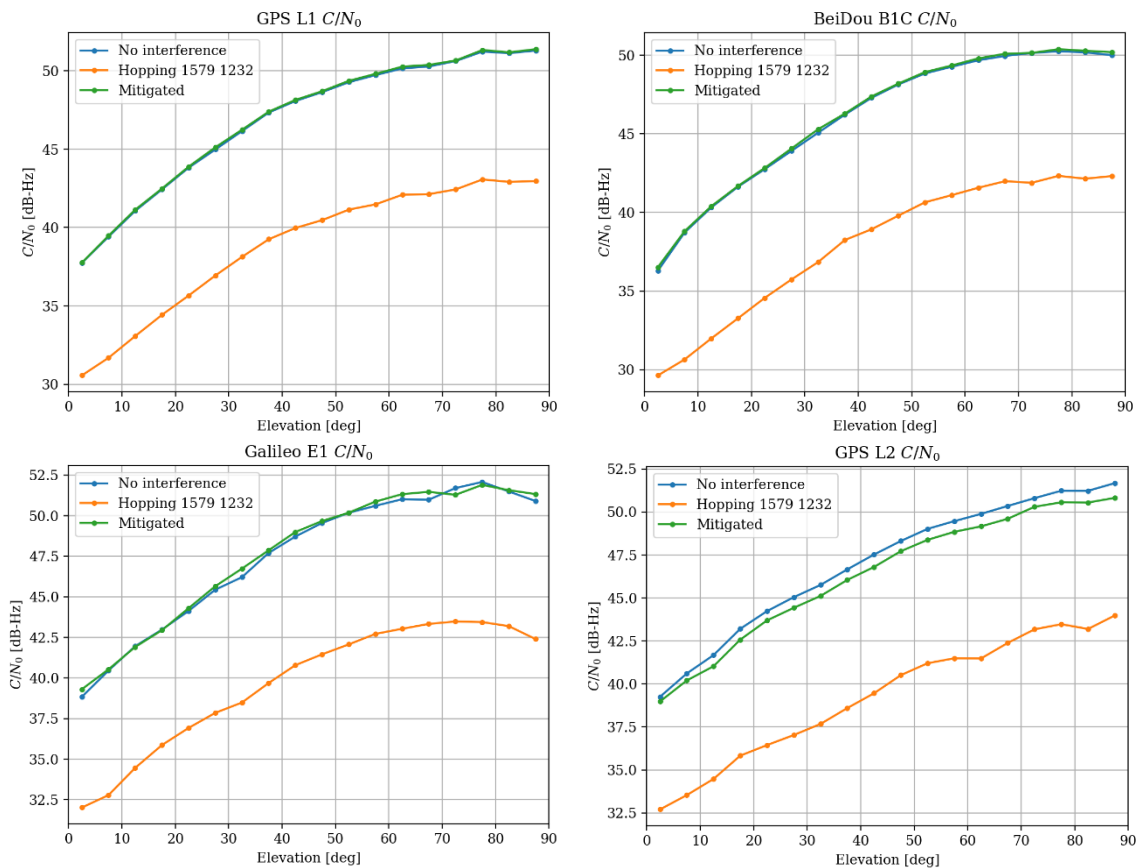 GPS L1 C/N₀
No interference
Hopping 1579 1232
Mitigated
C/N₀ [dB-Hz]
50
45
40
35
30
0 10 20 30 40 50 60 70 80 90
Elevation [deg]
BeiDou B1C C/N₀
No interference
Hopping 1579 1232
Mitigated
C/N₀ [dB-Hz]
50
45
40
35
30
0 10 20 30 40 50 60 70 80 90
Elevation [deg]
Galileo E1 C/N₀
No interference
Hopping 1579 1232
Mitigated
C/N₀ [dB-Hz]
52.5
50.0
47.5
45.0
42.5
40.0
37.5
35.0
32.5
0 10 20 30 40 50 60 70 80 90
Elevation [deg]
GPS L2 C/N₀
No interference
Hopping 1579 1232
Mitigated
C/N₀ [dB-Hz]
52.5
50.0
47.5
45.0
42.5
40.0
37.5
35.0
32.5
0 10 20 30 40 50 60 70 80 90
Elevation [deg]